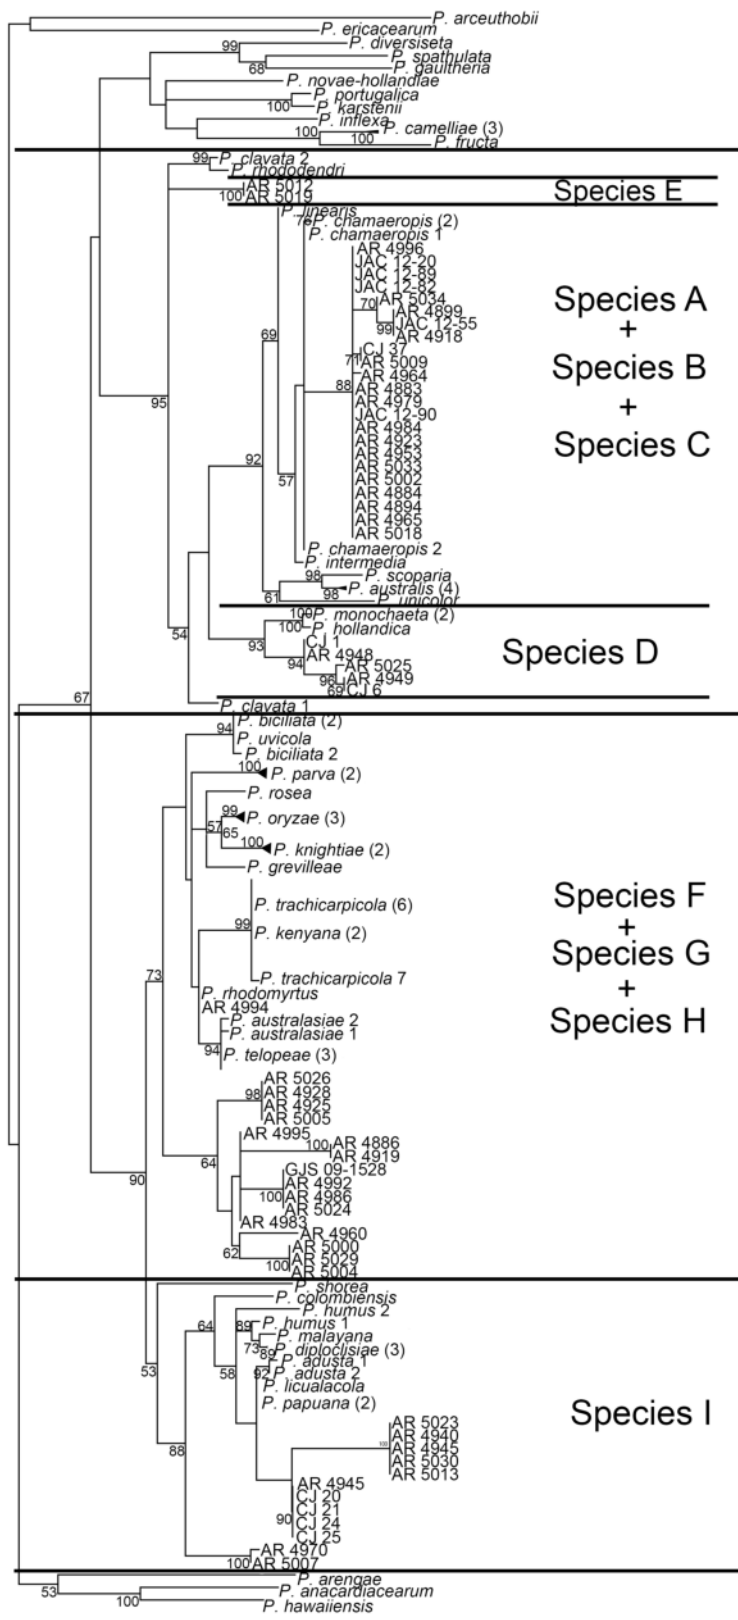 P. arceuthobii
P. ericacearum
P. diversiseta
99
P. spathulata
68
P. gaultheria
P. novae-hollandiae
P. portugalica
100
P. karstenii
P. inflexa
100
P. camelliae (3)
100
P. fructa
99
P. clavata 2
P. rhododendri
AR 5012
100
AR 5019
Species E
P. linearis
76
P. chamaeropis (2)
P. chamaeropis 1
AR 4996
JAC 12-20
JAC 12-89
JAC 12-82
70
AR 5034
AR 4899
JAC 12-55
99
AR 4918
Species A
+
Species B
+
Species C
69
CJ 37
71
AR 5009
AR 4964
88
AR 4883
AR 4979
JAC 12-90
AR 4984
AR 4923
AR 4953
AR 5033
AR 5002
AR 4884
AR 4894
AR 4965
AR 5018
95
92
57
P. chamaeropis 2
P. intermedia
98
P. scoparia
98
P. australis (4)
61
P. unicolor
100
P. monochaeta (2)
100
P. hollandica
CJ 1
93
AR 4948
94
AR 5025
96
AR 4949
69
CJ 6
Species D
54
67
P. clavata 1
P. biciliata (2)
94
P. uvicola
P. biciliata 2
100
P. parva (2)
P. rosea
99
P. oryzae (3)
57
65
100
P. knightiae (2)
P. grevilleae
P. trachicarpicola (6)
99
P. kenyana (2)
P. trachicarpicola 7
P. rhodomyrtus
AR 4994
P. australasiae 2
P. australasiae 1
94
P. telopeae (3)
Species F
+
Species G
+
Species H
73
AR 5026
98
AR 4928
AR 4925
AR 5005
AR 4995
100
AR 4886
AR 4919
64
GJS 09-1528
AR 4992
100
AR 4986
AR 5024
AR 4983
90
AR 4960
62
AR 5000
AR 5029
100
AR 5004
P. shorea
P. colombiensis
P. humus 2
64
89
P. humus 1
P. malayana
73
P. diploclisiae (3)
89
P. adusta 1
53
58
92
P. adusta 2
P. licualacola
P. papuana (2)
Species I
AR 5023
AR 4940
100
AR 4945
AR 5030
AR 5013
88
AR 4945
CJ 20
CJ 21
90
CJ 24
CJ 25
AR 4970
100
AR 5007
P. arengae
53
P. anacardiacearum
100
P. hawaiiensis